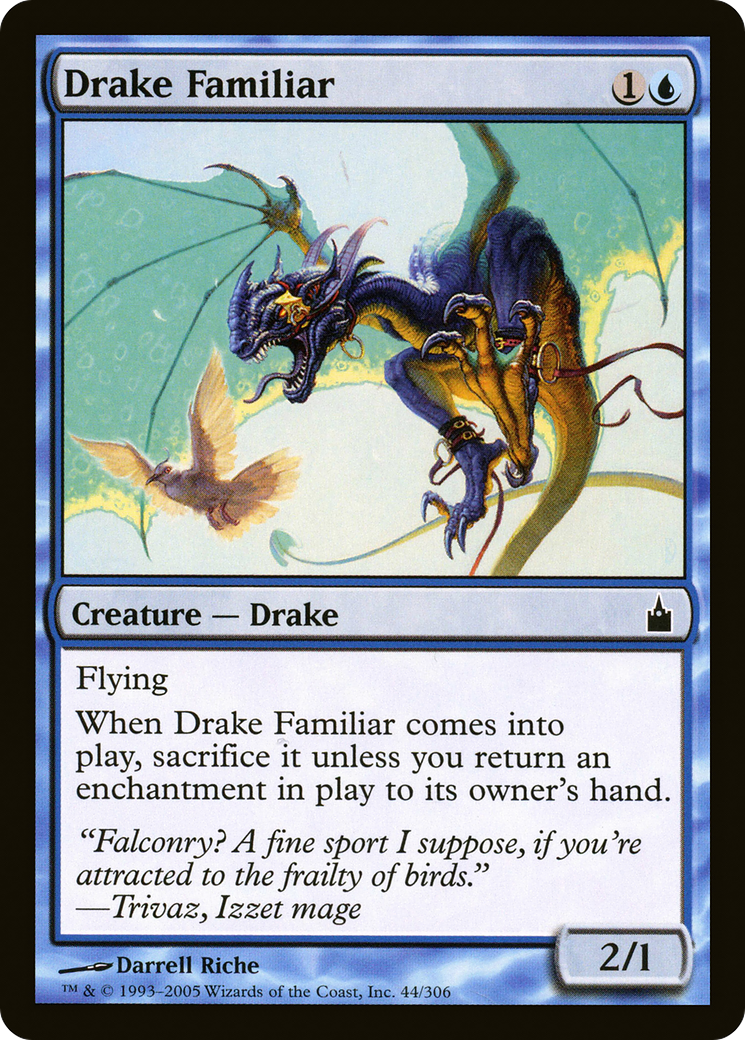 Drake Familiar
1
Creature — Drake
Flying
When Drake Familiar comes into
play, sacrifice it unless you return an
enchantment in play to its owner's hand.
“Falconry? A fine sport I suppose, if you're
attracted to the frailty of birds.”
—Trivaz, Izzet mage
2/1
Darrell Riche
™ & © 1993–2005 Wizards of the Coast, Inc. 44/306